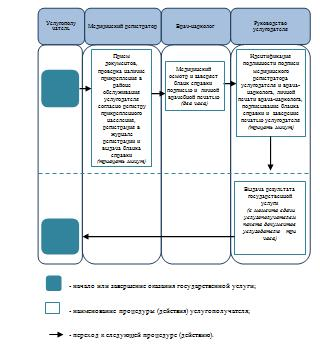 Услугополучатель
Медицинский регистратор
Врач-нарколог
Руководство
услугодателя
Прием
документов,
проверка наличие
прикрепление в
районе
обслуживания
услугодателя
согласно регистру
прикрепленного
населения,
регистрация в
журнале
регистрации и
выдача бланка
справки
(тридцать минут)
Медицинский
осмотр и заверяет
бланк справки
подписью и личной
врачебной печатью
(два часа)
Идентификация
подлинности подписи
медицинского
регистратора
услугодателя и врача-
нарколога, личной
печати врача-нарколога,
подписывание бланка
справки и заверение
печатью услугодателя
(тридцать минут)
Выдача результата
государственной
услуги
(с момента сдачи
услугополучателем
пакета документов
услугодателю три
часа)
- начало или завершение оказания государственной услуги;
- наименование процедуры (действия) услугополучателя;
- переход к следующей процедуре (действию).